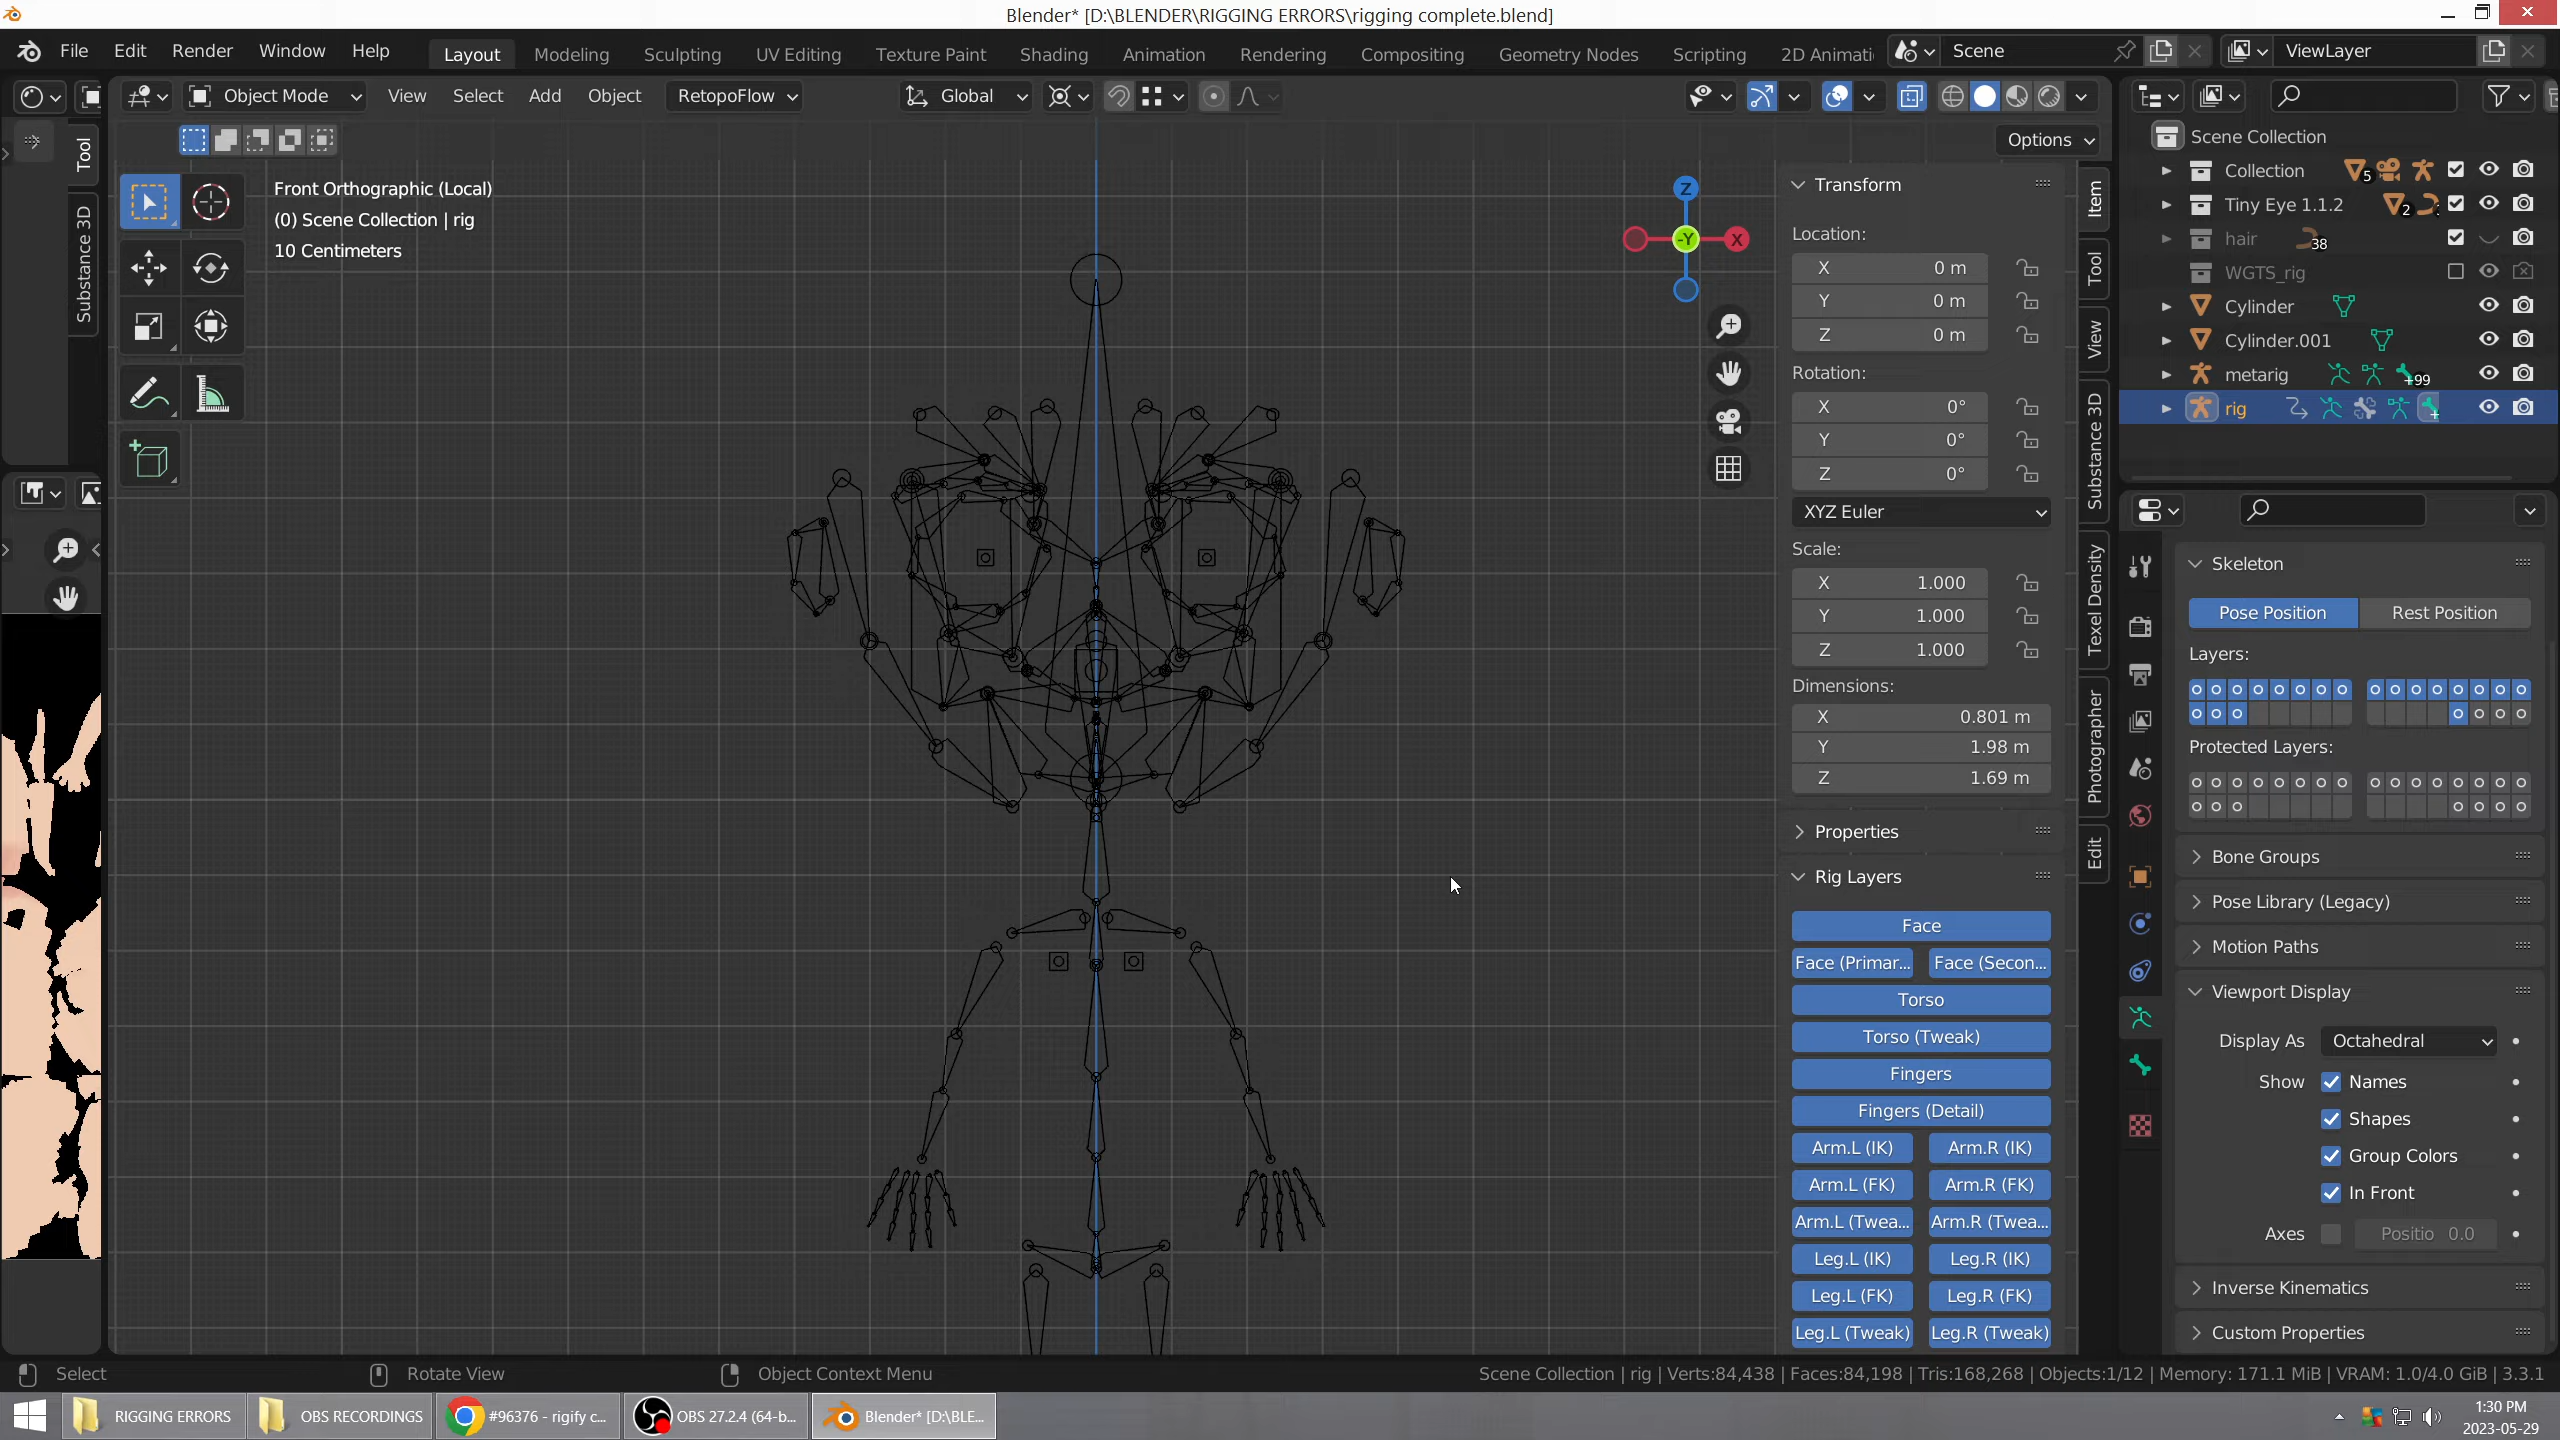 Blender* [D:\BLENDER\RIGGING ERRORS\rigging complete.blend]
File Edit Render Window Help
Layout Modeling Sculpting UV Editing Texture Paint Shading Animation Rendering Compositing Geometry Nodes Scripting 2D Animati
Scene
ViewLayer
Object Mode View Select Add Object RetopoFlow
Global
Options
Tool
Substance 3D
Front Orthographic (Local)
(0) Scene Collection | rig
10 Centimeters
Z
-Y
X
Transform
Location:
X 0 m
Y 0 m
Z 0 m
Rotation:
X 0°
Y 0°
Z 0°
XYZ Euler
Scale:
X 1.000
Y 1.000
Z 1.000
Dimensions:
X 0.801 m
Y 1.98 m
Z 1.69 m
Properties
Rig Layers
Face
Face (Primar... Face (Secon...
Torso
Torso (Tweak)
Fingers
Fingers (Detail)
Arm.L (IK) Arm.R (IK)
Arm.L (FK) Arm.R (FK)
Arm.L (Twea... Arm.R (Twea...
Leg.L (IK) Leg.R (IK)
Leg.L (FK) Leg.R (FK)
Leg.L (Tweak) Leg.R (Tweak)
Item
Tool
View
Substance 3D
Texel Density
Photographer
Edit
Scene Collection
Collection 5
Tiny Eye 1.1.2 2
hair 38
WGTS_rig
Cylinder
Cylinder.001
metarig +99
rig
Skeleton
Pose Position Rest Position
Layers:
Protected Layers:
Bone Groups
Pose Library (Legacy)
Motion Paths
Viewport Display
Display As Octahedral
Show Names
Shapes
Group Colors
In Front
Axes Positio 0.0
Inverse Kinematics
Custom Properties
Select Rotate View Object Context Menu
Scene Collection | rig | Verts:84,438 | Faces:84,198 | Tris:168,268 | Objects:1/12 | Memory: 171.1 MiB | VRAM: 1.0/4.0 GiB | 3.3.1
RIGGING ERRORS
OBS RECORDINGS
#96376 - rigify c...
OBS 27.2.4 (64-b...
Blender* [D:\BLE...
1:30 PM
2023-05-29